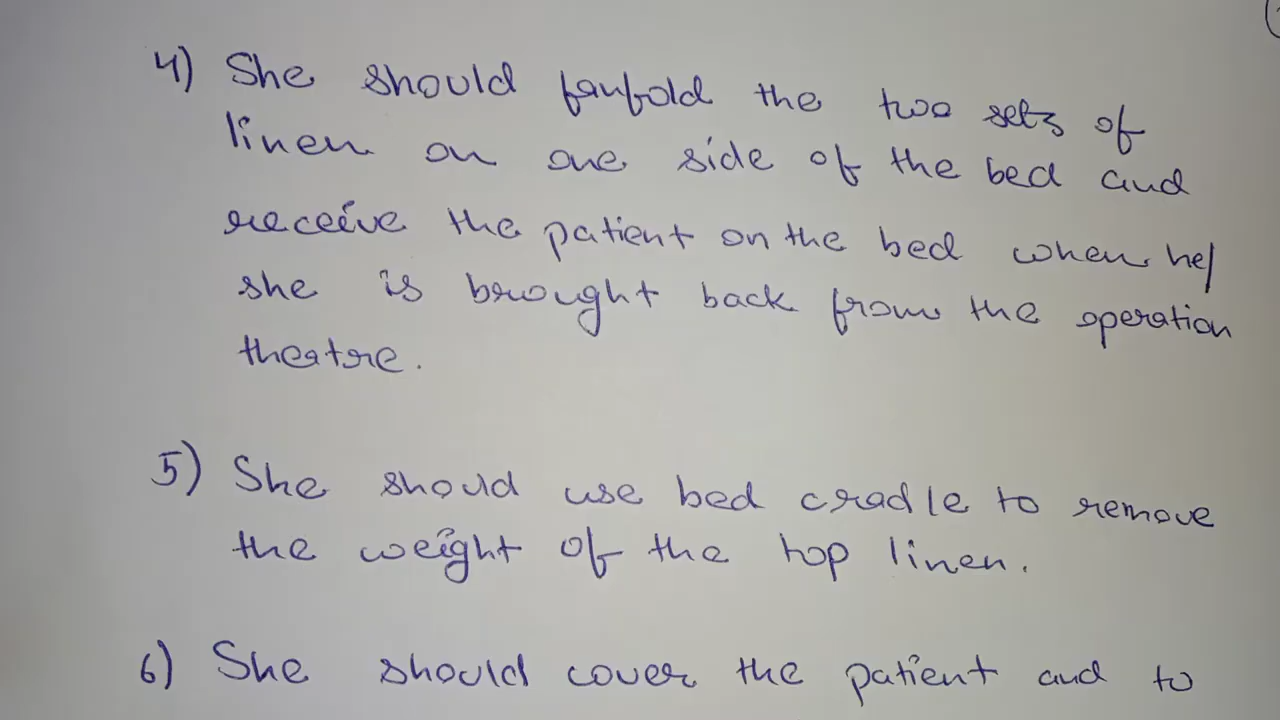 4) She should fanfold the two sets of
linen on one side of the bed and
receive the patient on the bed when he/
she is brought back from the operation
theatre.
5) She should use bed cradle to remove
the weight of the top linen.
6) She should cover the patient and to